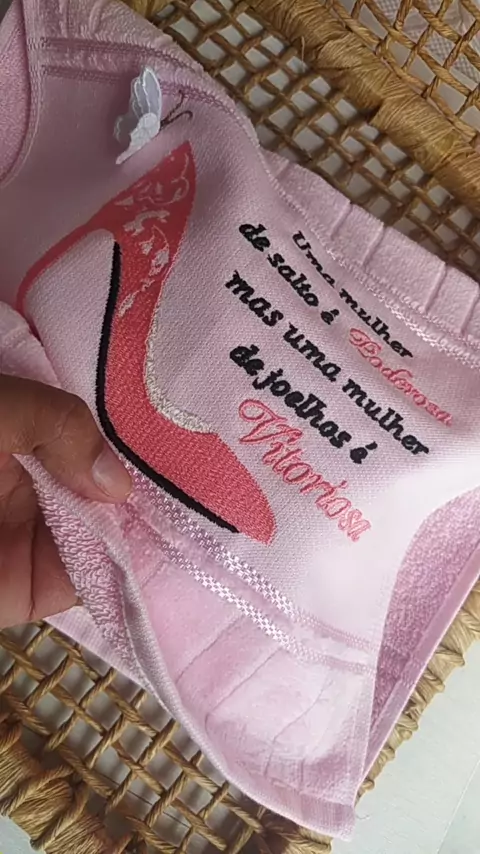 Uma mulher
de salto é Poderosa
mas uma mulher
de joelhos é
Vitoriosa